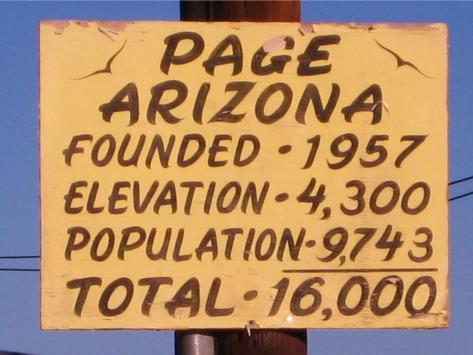 PAGE
ARIZONA
FOUNDED - 1957
ELEVATION - 4,300
POPULATION - 9,743
TOTAL - 16,000